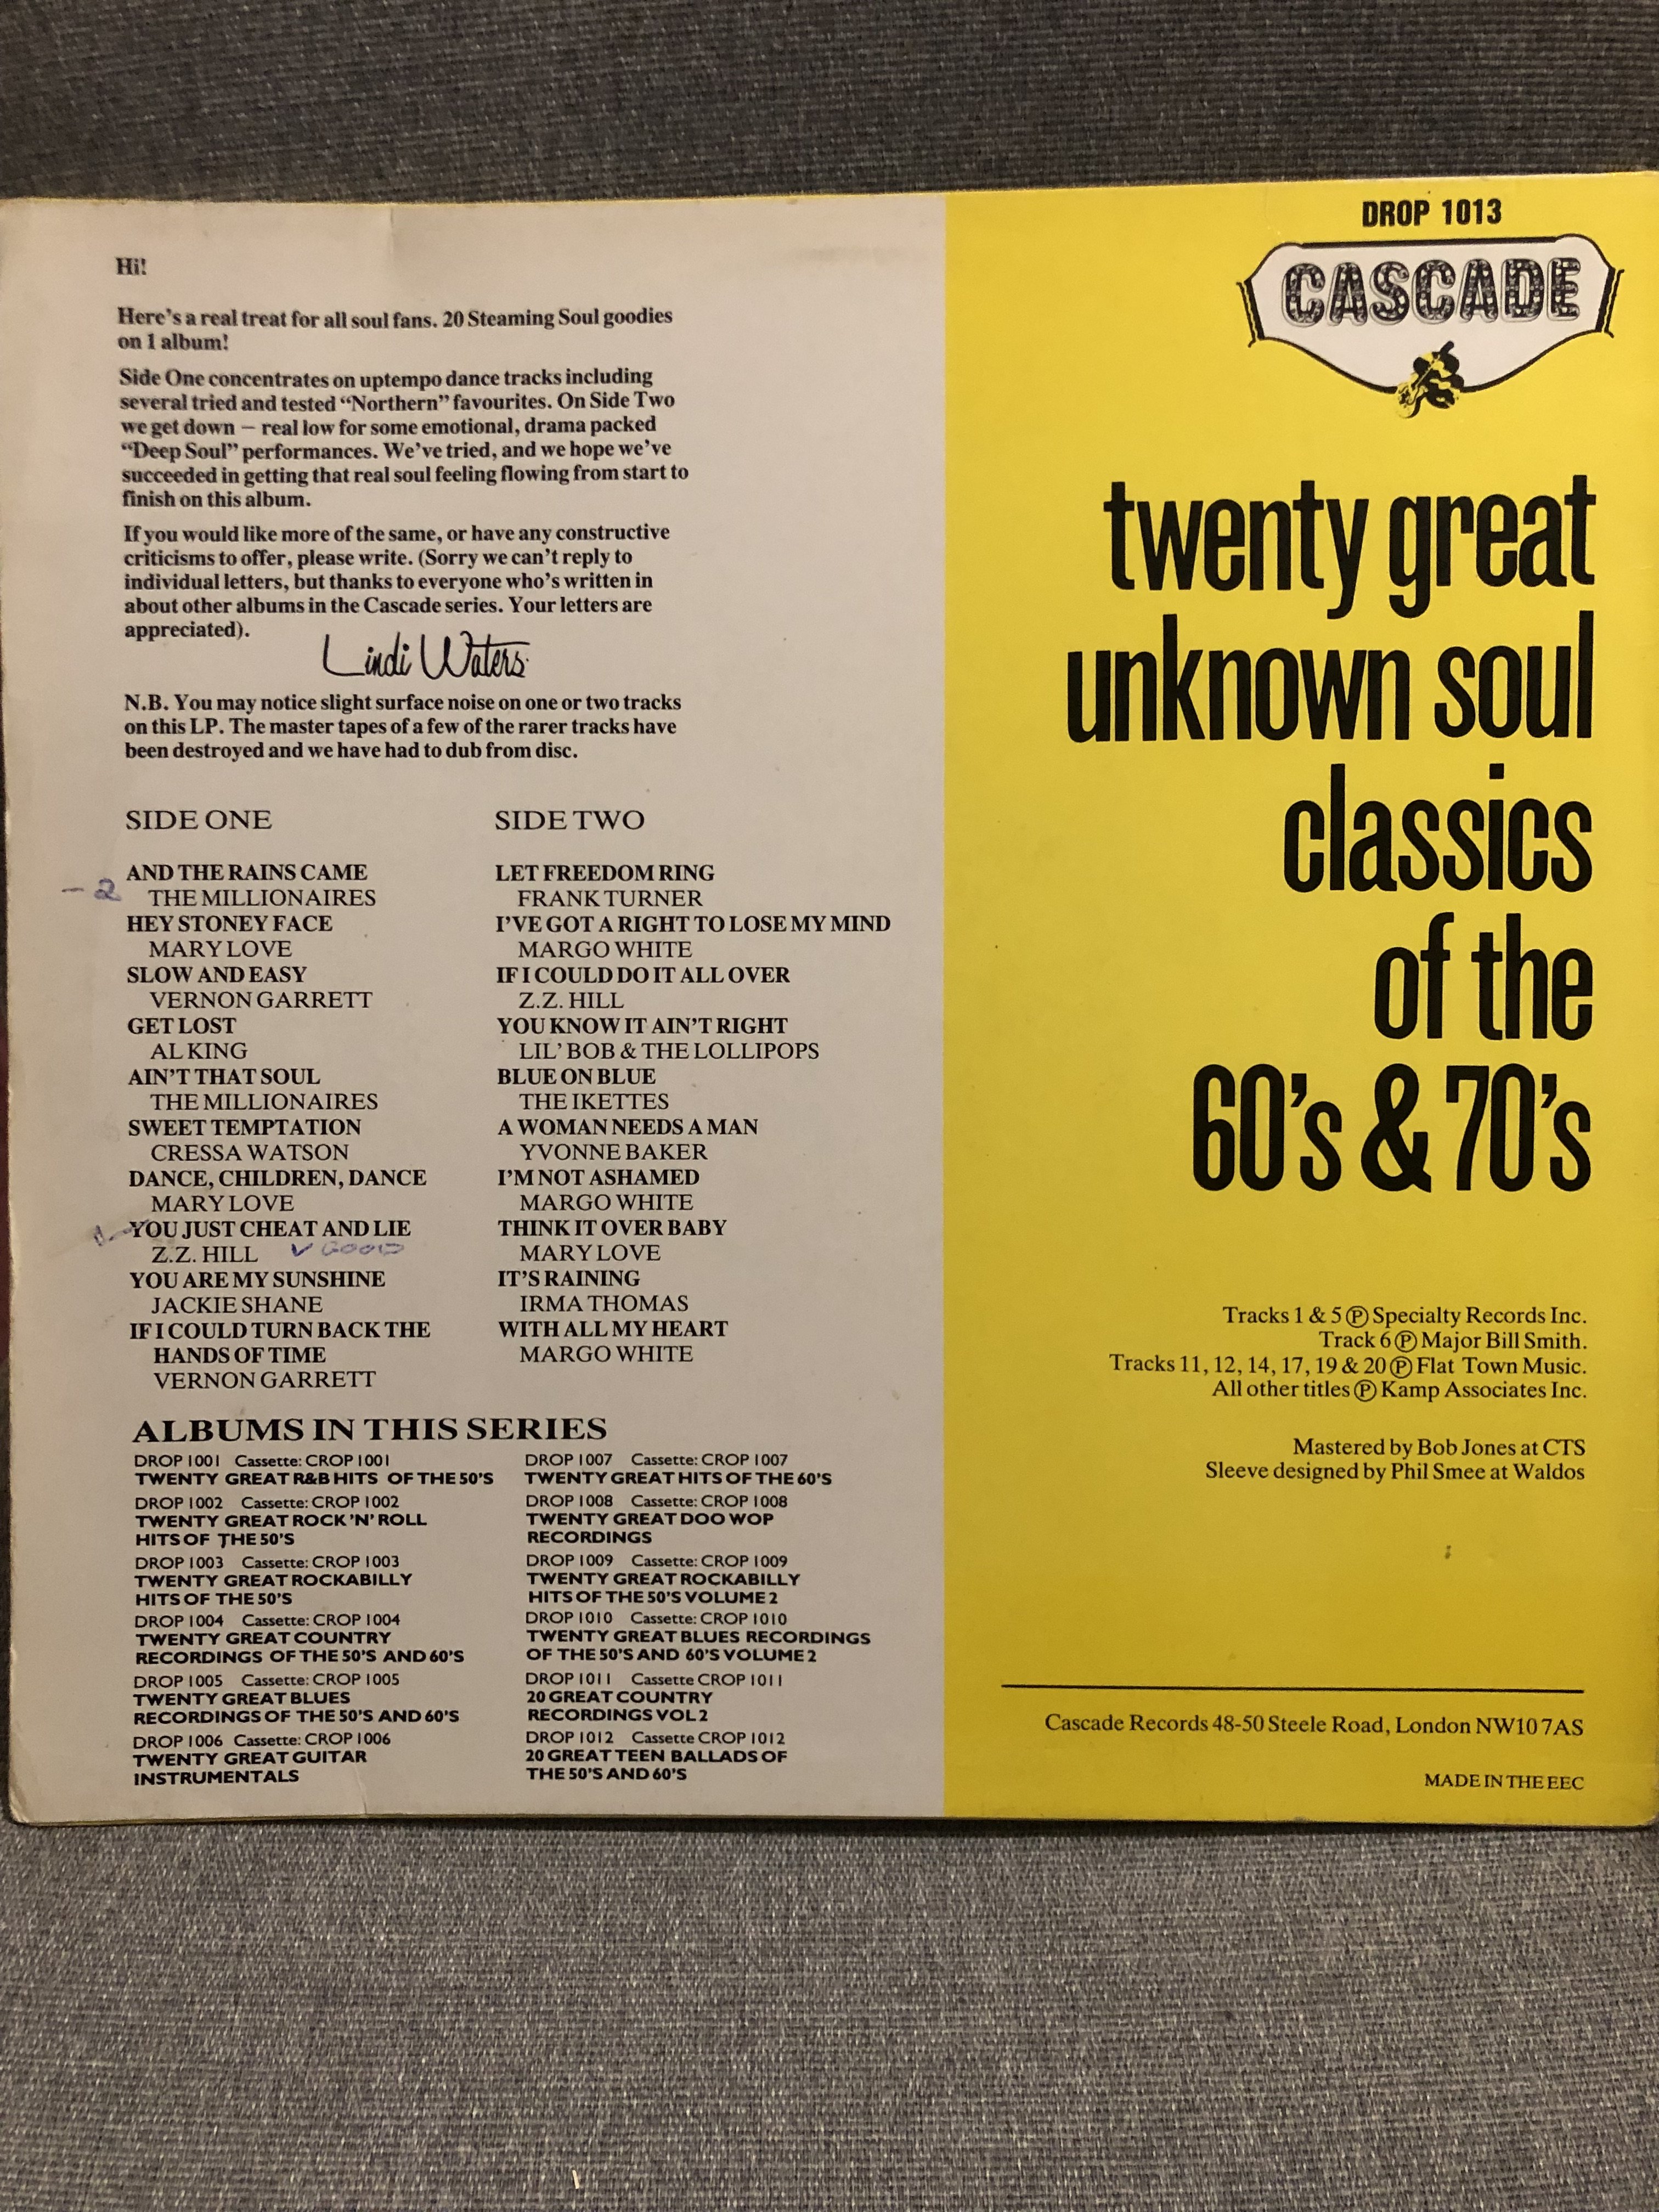 Hi!
Here's a real treat for all soul fans. 20 Steaming Soul goodies
on 1 album!
Side One concentrates on uptempo dance tracks including
several tried and tested “Northern” favourites. On Side Two
we get down – real low for some emotional, drama packed
“Deep Soul” performances. We've tried, and we hope we've
succeeded in getting that real soul feeling flowing from start to
finish on this album.
If you would like more of the same, or have any constructive
criticisms to offer, please write. (Sorry we can't reply to
individual letters, but thanks to everyone who's written in
about other albums in the Cascade series. Your letters are
appreciated).
Lindi Waters
N.B. You may notice slight surface noise on one or two tracks
on this LP. The master tapes of a few of the rarer tracks have
been destroyed and we have had to dub from disc.
SIDE ONE
AND THE RAINS CAME
– 2 THE MILLIONAIRES
HEY STONEY FACE
MARY LOVE
SLOW AND EASY
VERNON GARRETT
GET LOST
AL KING
AIN'T THAT SOUL
THE MILLIONAIRES
SWEET TEMPTATION
CRESSA WATSON
DANCE, CHILDREN, DANCE
MARY LOVE
YOU JUST CHEAT AND LIE
Z.Z. HILL ✓ GOOD
YOU ARE MY SUNSHINE
JACKIE SHANE
IF I COULD TURN BACK THE
HANDS OF TIME
VERNON GARRETT
SIDE TWO
LET FREEDOM RING
FRANK TURNER
I'VE GOT A RIGHT TO LOSE MY MIND
MARGO WHITE
IF I COULD DO IT ALL OVER
Z.Z. HILL
YOU KNOW IT AIN'T RIGHT
LIL' BOB & THE LOLLIPOPS
BLUE ON BLUE
THE IKETTES
A WOMAN NEEDS A MAN
YVONNE BAKER
I'M NOT ASHAMED
MARGO WHITE
THINK IT OVER BABY
MARY LOVE
IT'S RAINING
IRMA THOMAS
WITH ALL MY HEART
MARGO WHITE
ALBUMS IN THIS SERIES
DROP 1001 Cassette: CROP 1001
TWENTY GREAT R&B HITS OF THE 50'S
DROP 1002 Cassette: CROP 1002
TWENTY GREAT ROCK 'N' ROLL
HITS OF THE 50'S
DROP 1003 Cassette: CROP 1003
TWENTY GREAT ROCKABILLY
HITS OF THE 50'S
DROP 1004 Cassette: CROP 1004
TWENTY GREAT COUNTRY
RECORDINGS OF THE 50'S AND 60'S
DROP 1005 Cassette: CROP 1005
TWENTY GREAT BLUES
RECORDINGS OF THE 50'S AND 60'S
DROP 1006 Cassette: CROP 1006
TWENTY GREAT GUITAR
INSTRUMENTALS
DROP 1007 Cassette: CROP 1007
TWENTY GREAT HITS OF THE 60'S
DROP 1008 Cassette: CROP 1008
TWENTY GREAT DOO WOP
RECORDINGS
DROP 1009 Cassette: CROP 1009
TWENTY GREAT ROCKABILLY
HITS OF THE 50'S VOLUME 2
DROP 1010 Cassette: CROP 1010
TWENTY GREAT BLUES RECORDINGS
OF THE 50'S AND 60'S VOLUME 2
DROP 1011 Cassette CROP 1011
20 GREAT COUNTRY
RECORDINGS VOL 2
DROP 1012 Cassette CROP 1012
20 GREAT TEEN BALLADS OF
THE 50'S AND 60'S
DROP 1013
CASCADE
twenty great
unknown soul
classics
of the
60's & 70's
Tracks 1 & 5 Ⓟ Specialty Records Inc.
Track 6 Ⓟ Major Bill Smith.
Tracks 11, 12, 14, 17, 19 & 20 Ⓟ Flat Town Music.
All other titles Ⓟ Kamp Associates Inc.
Mastered by Bob Jones at CTS
Sleeve designed by Phil Smee at Waldos
Cascade Records 48-50 Steele Road, London NW10 7AS
MADE IN THE EEC